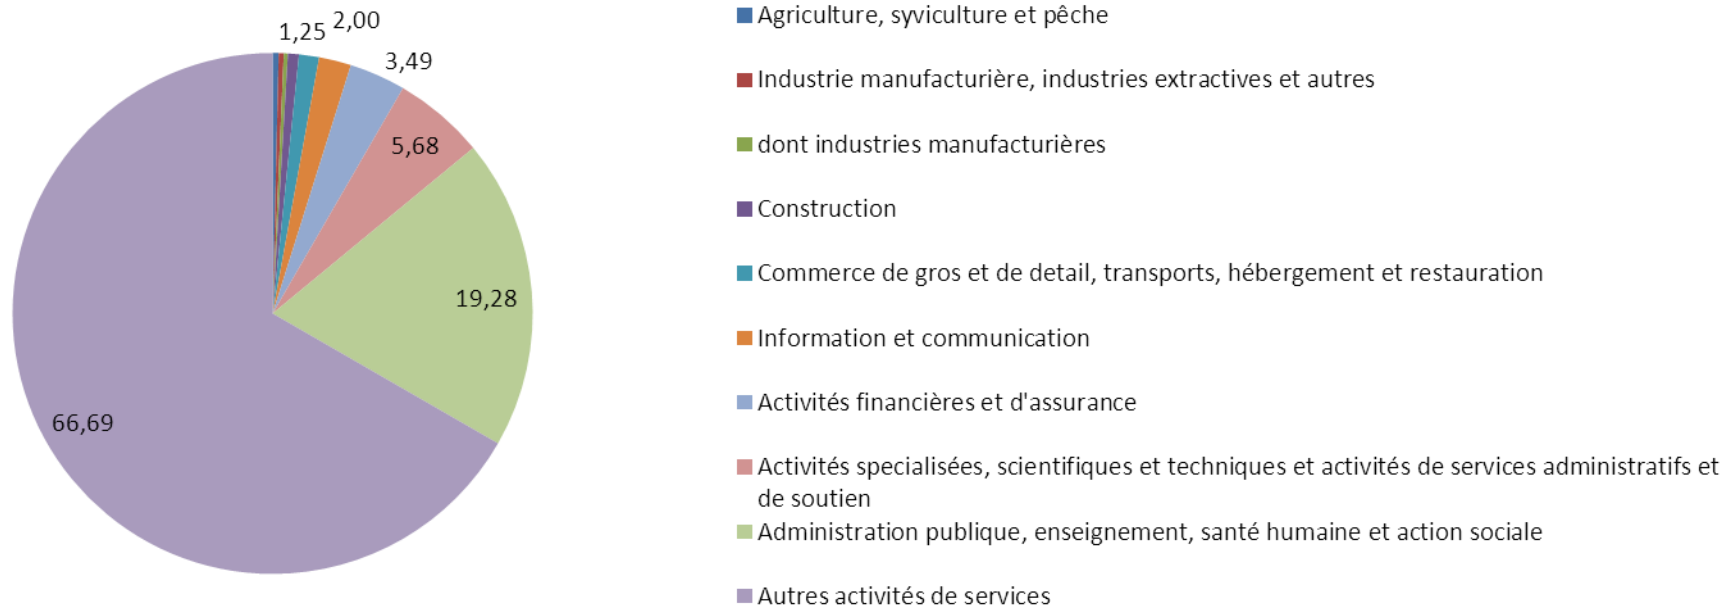 1,25
2,00
3,49
5,68
19,28
66,69
Agriculture, syviculture et pêche
Industrie manufacturière, industries extractives et autres
dont industries manufacturières
Construction
Commerce de gros et de detail, transports, hébergement et restauration
Information et communication
Activités financières et d'assurance
Activités specialisées, scientifiques et techniques et activités de services administratifs et
de soutien
Administration publique, enseignement, santé humaine et action sociale
Autres activités de services